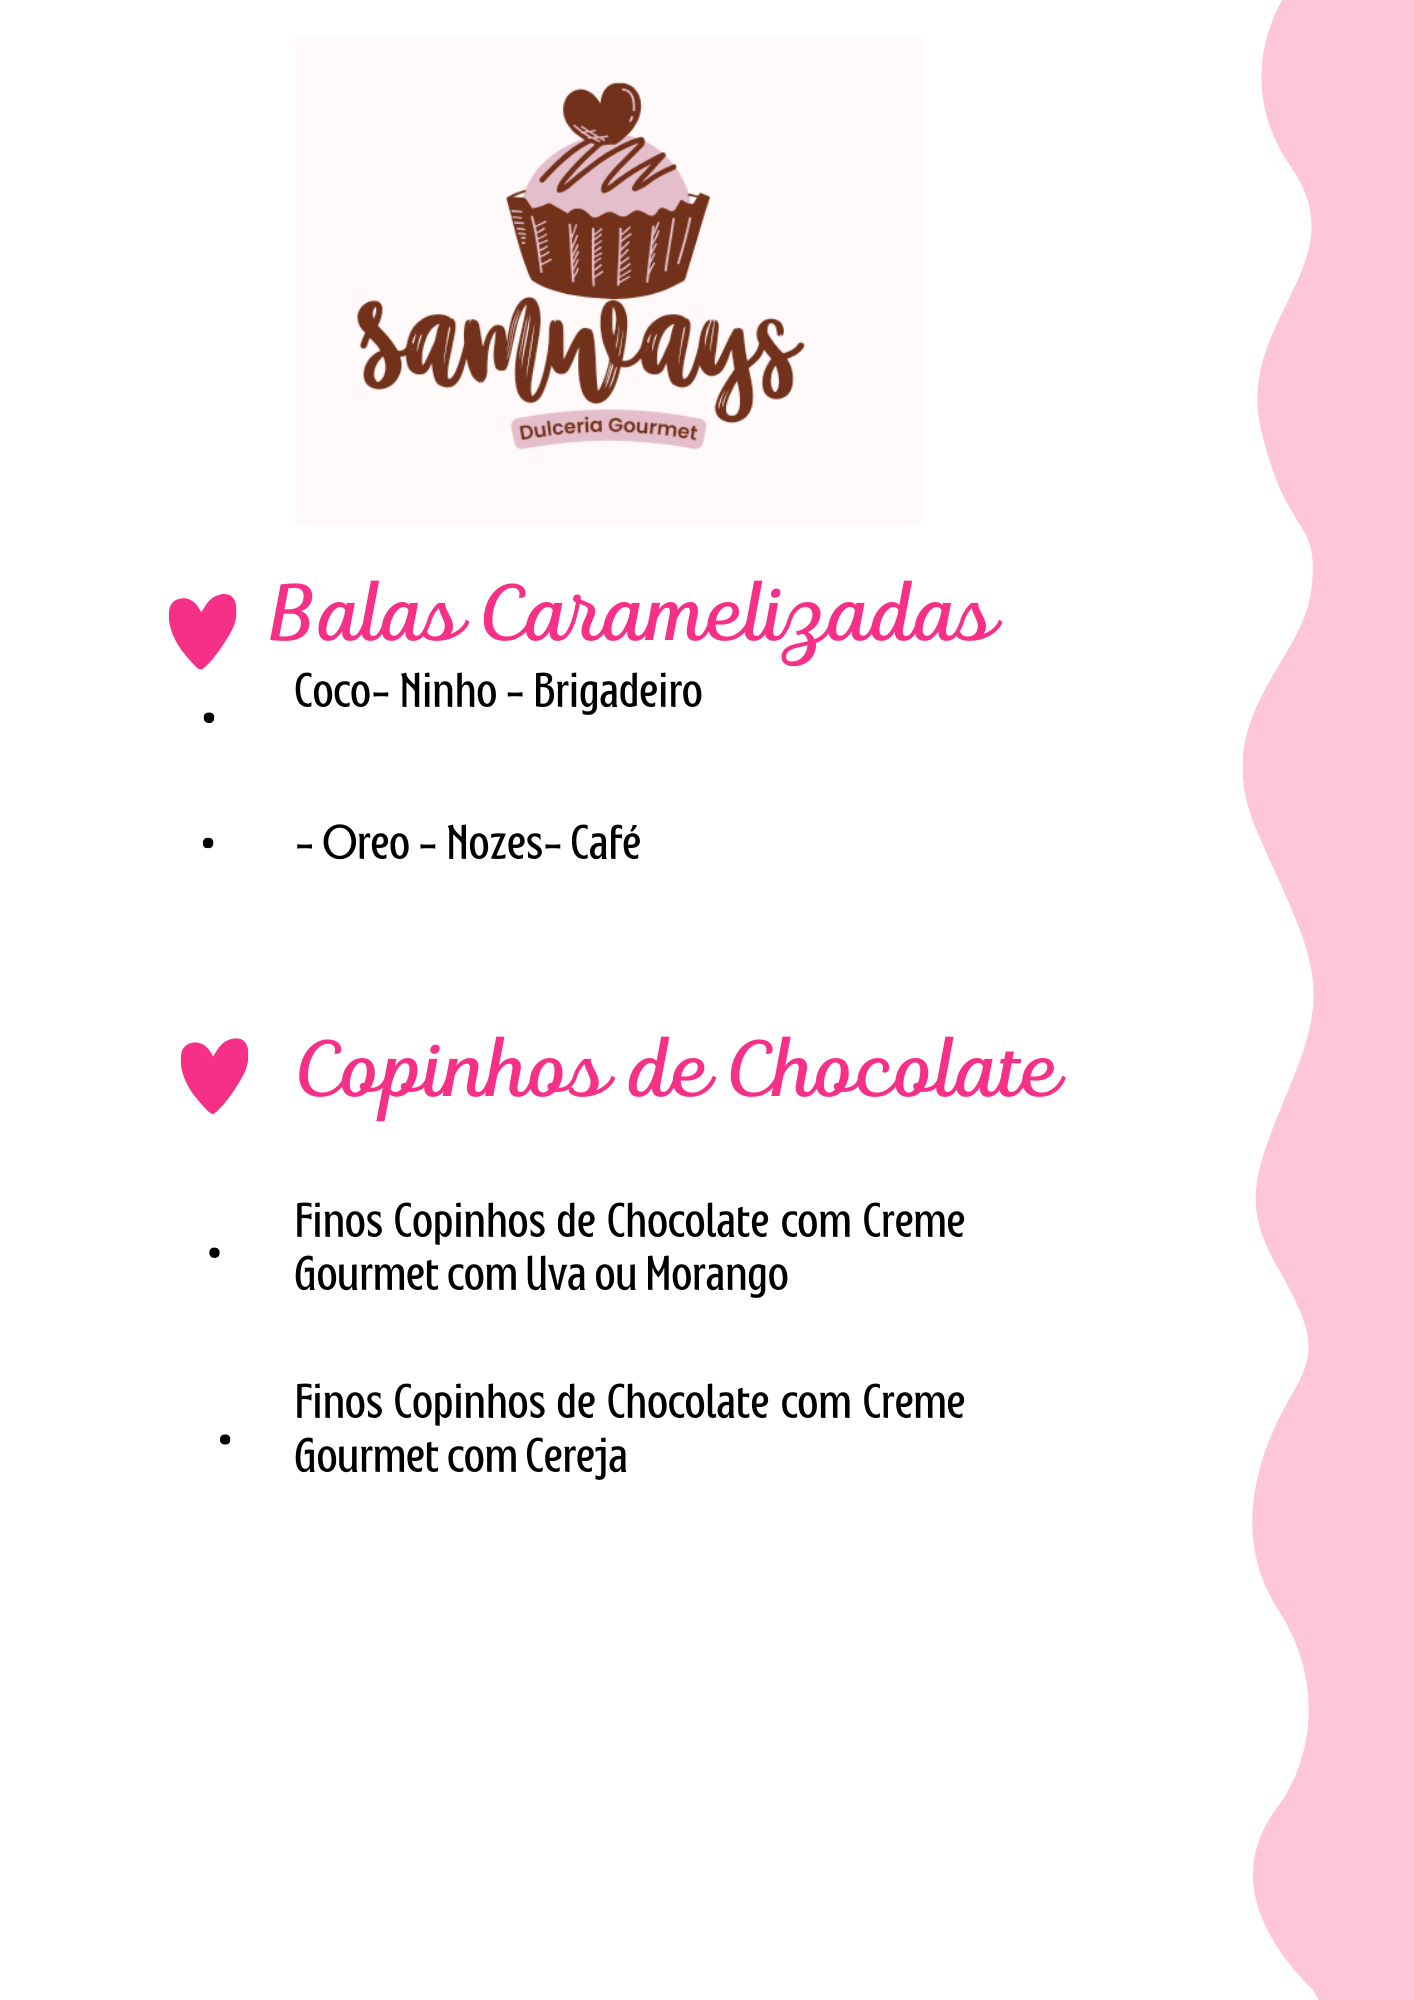 samways
Dulceria Gourmet
Balas Caramelizadas
Coco- Ninho - Brigadeiro
- Oreo - Nozes- Café
Copinhos de Chocolate
Finos Copinhos de Chocolate com Creme
Gourmet com Uva ou Morango
Finos Copinhos de Chocolate com Creme
Gourmet com Cereja